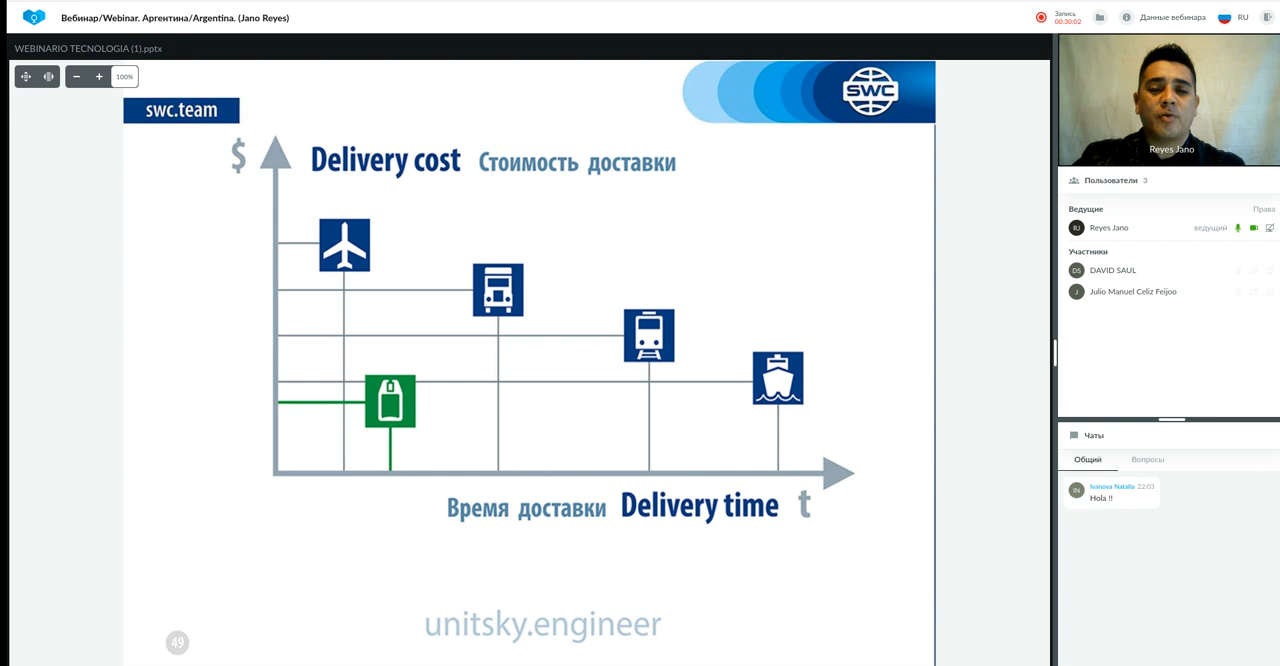 Вебинар/Webinar. Аргентина/Argentina. (Jano Reyes)
Запись
00:30:02
Данные вебинара
RU
WEBINARIO TECNOLOGIA (1).pptx
100%
swc.team
SWC
$
Delivery cost Стоимость доставки
Время доставки Delivery time t
unitsky.engineer
49
Reyes Jano
Пользователи 3
Ведущие Права
RJ Reyes Jano ведущий
Участники
DS DAVID SAUL
J Julio Manuel Celiz Feijoo
Чаты
Общий Вопросы
IN Ivanova Natalia 22:03
Hola !!